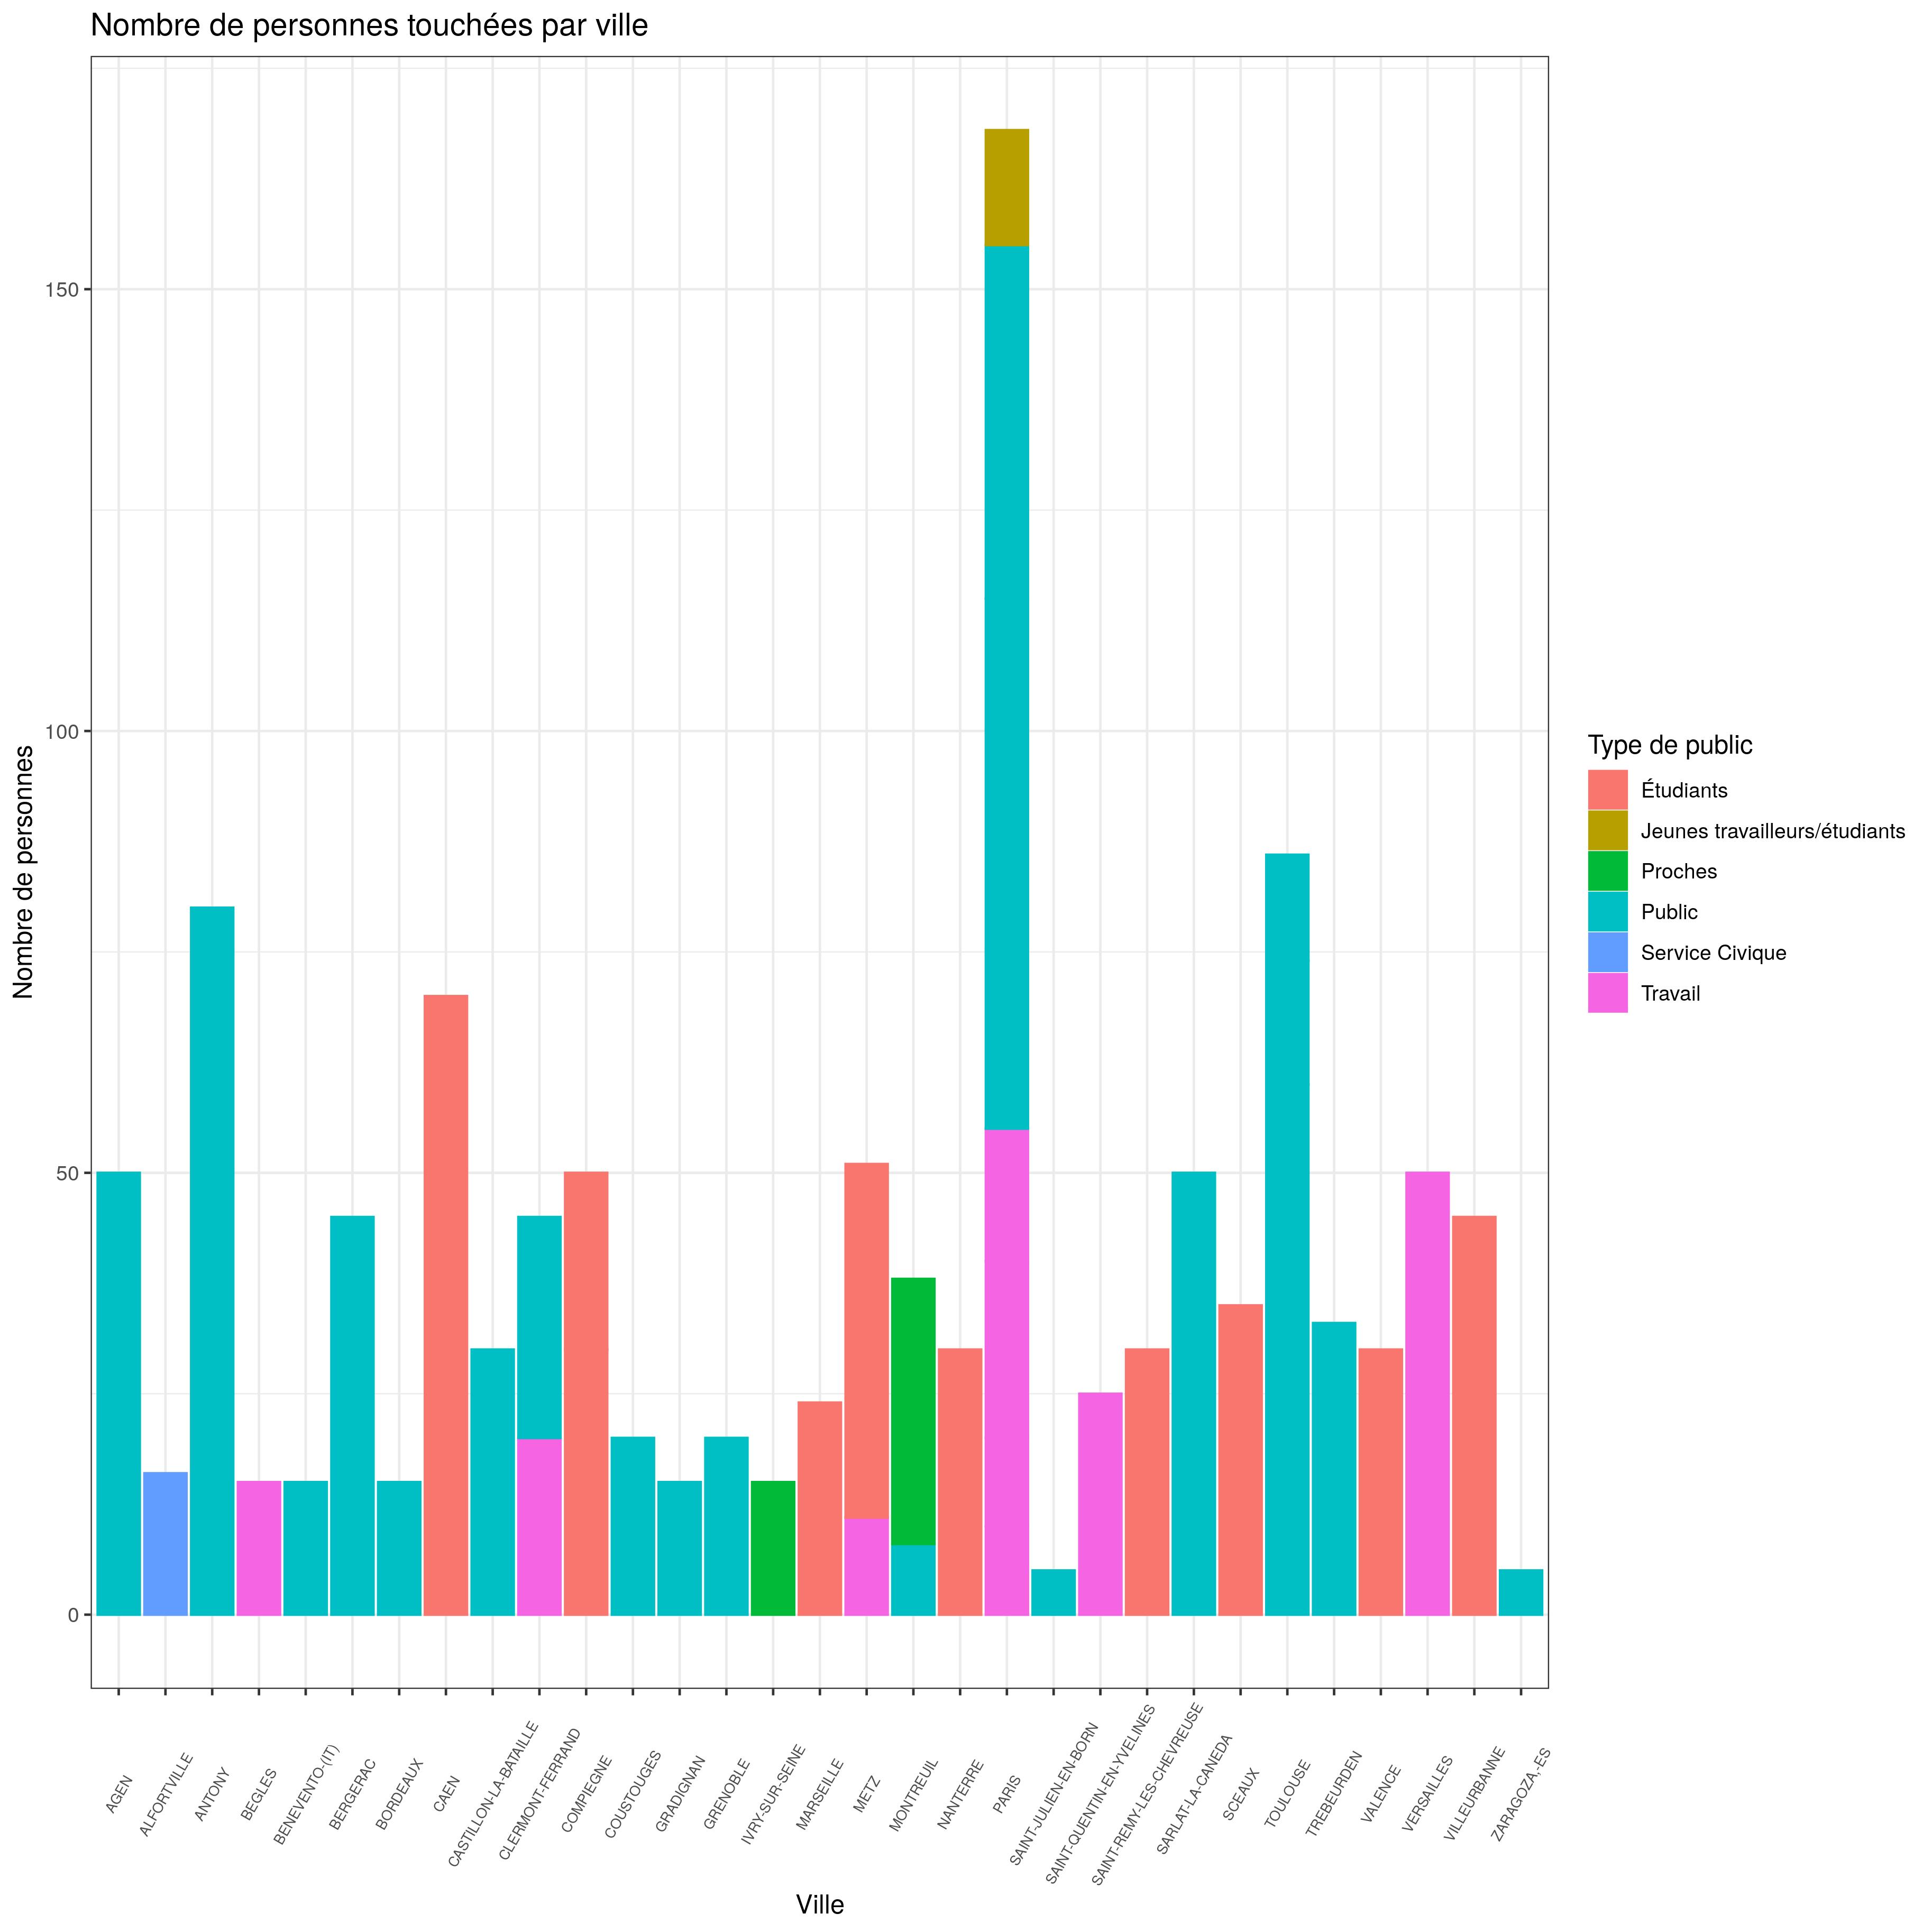 Nombre de personnes touchées par ville
Nombre de personnes
150
100
50
0
AGEN
ALFORTVILLE
ANTONY
BEGLES
BENEVENTO-(IT)
BERGERAC
BORDEAUX
CAEN
CASTILLON-LA-BATAILLE
CLERMONT-FERRAND
COMPIEGNE
COUSTOUGES
GRADIGNAN
GRENOBLE
IVRY-SUR-SEINE
MARSEILLE
METZ
MONTREUIL
NANTERRE
PARIS
SAINT-JULIEN-EN-BORN
SAINT-QUENTIN-EN-YVELINES
SAINT-REMY-LES-CHEVREUSE
SARLAT-LA-CANEDA
SCEAUX
TOULOUSE
TREBEURDEN
VALENCE
VERSAILLES
VILLEURBANNE
ZARAGOZA,-ES
Ville
Type de public
Étudiants
Jeunes travailleurs/étudiants
Proches
Public
Service Civique
Travail